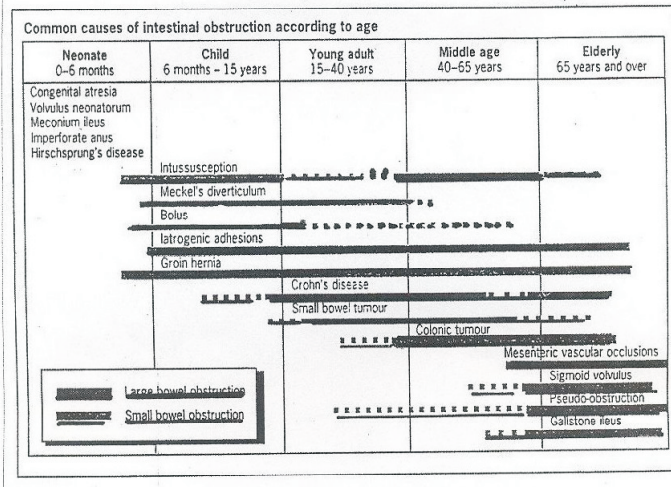 Common causes of intestinal obstruction according to age
Neonate
0–6 months
Child
6 months – 15 years
Young adult
15–40 years
Middle age
40–65 years
Elderly
65 years and over
Congenital atresia
Volvulus neonatorum
Meconium ileus
Imperforate anus
Hirschsprung's disease
Intussusception
Meckel's diverticulum
Bolus
Iatrogenic adhesions
Groin hernia
Crohn's disease
Small bowel tumour
Colonic tumour
Mesenteric vascular occlusions
Sigmoid volvulus
Pseudo-obstruction
Gallstone ileus
Large bowel obstruction
Small bowel obstruction